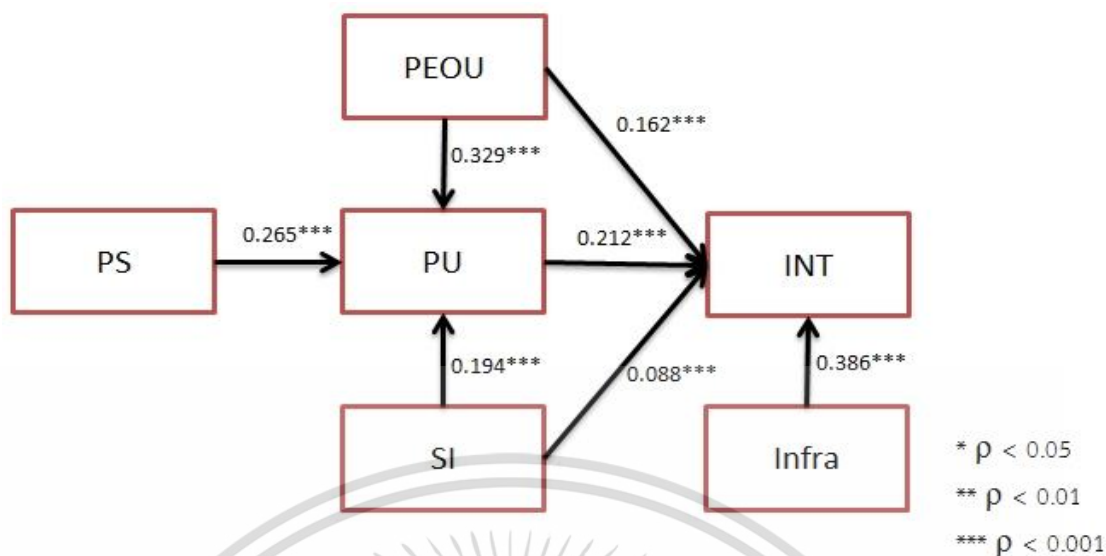 PEOU
0.162***
0.329***
PS
0.265***
PU
0.212***
INT
0.194***
0.088***
0.386***
SI
Infra
* ρ < 0.05
** ρ < 0.01
*** ρ < 0.001